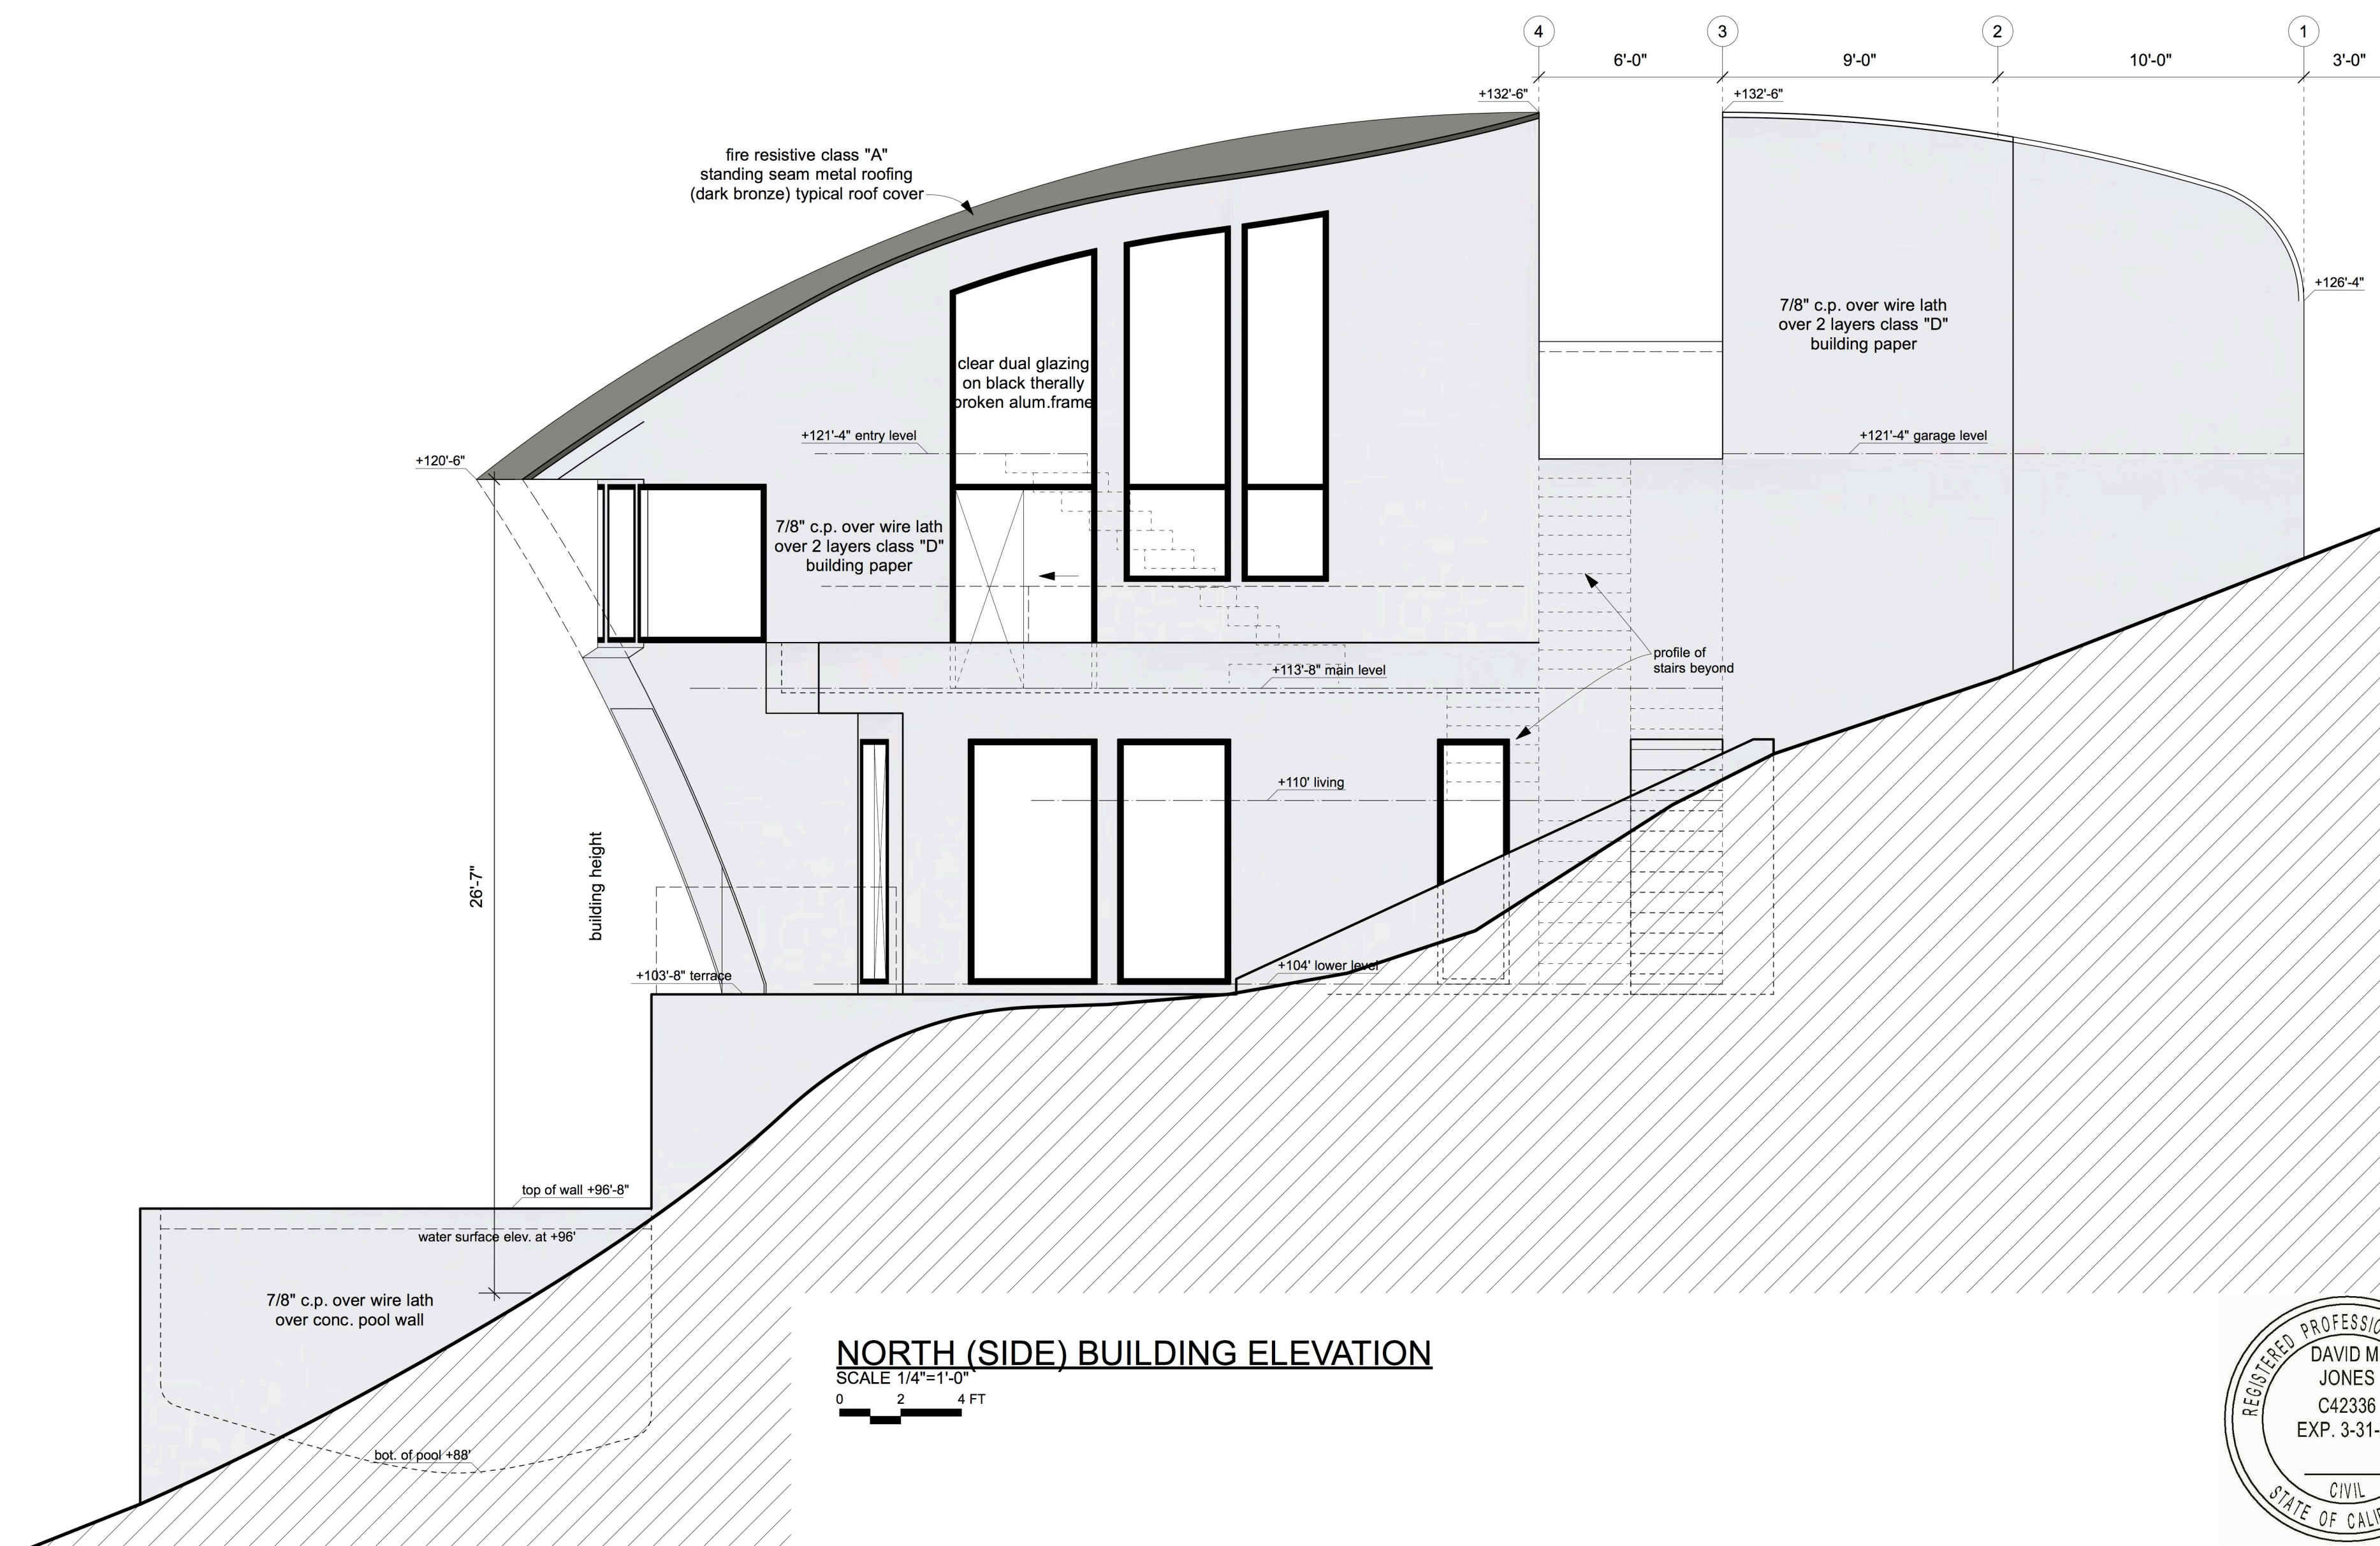 4
3
2
1
6'-0"
9'-0"
10'-0"
3'-0"
+132'-6"
+132'-6"
fire resistive class "A"
standing seam metal roofing
(dark bronze) typical roof cover
+126'-4"
7/8" c.p. over wire lath
over 2 layers class "D"
building paper
clear dual glazing
on black therally
broken alum.frame
+121'-4" entry level
+121'-4" garage level
+120'-6"
7/8" c.p. over wire lath
over 2 layers class "D"
building paper
profile of
stairs beyond
+113'-8" main level
+110' living
26'-7"
building height
+103'-8" terrace
+104' lower level
top of wall +96'-8"
water surface elev. at +96'
7/8" c.p. over wire lath
over conc. pool wall
bot. of pool +88'
NORTH (SIDE) BUILDING ELEVATION
SCALE 1/4"=1'-0"
0 2 4 FT
REGISTERED PROFESSIO
DAVID M
JONES
C42336
EXP. 3-31-
CIVIL
STATE OF CALIF